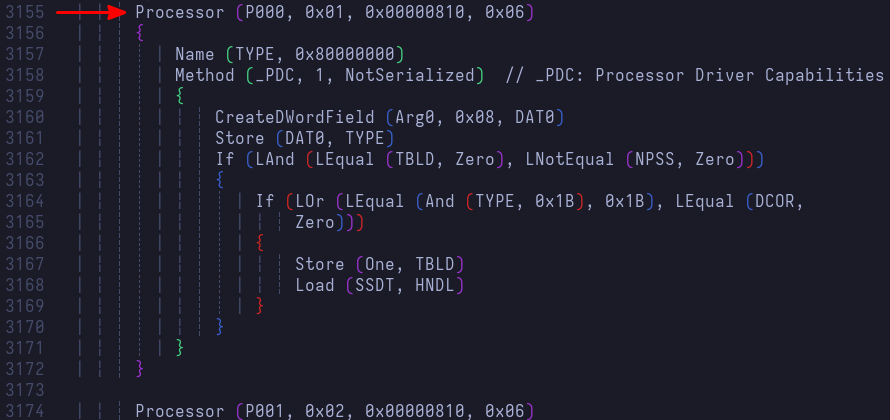 3155 Processor (P000, 0x01, 0x00000810, 0x06)
3156 {
3157 Name (TYPE, 0x80000000)
3158 Method (_PDC, 1, NotSerialized)  // _PDC: Processor Driver Capabilities
3159 {
3160 CreateDWordField (Arg0, 0x08, DAT0)
3161 Store (DAT0, TYPE)
3162 If (LAnd (LEqual (TBLD, Zero), LNotEqual (NPSS, Zero)))
3163 {
3164 If (LOr (LEqual (And (TYPE, 0x1B), 0x1B), LEqual (DCOR,
3165 Zero)))
3166 {
3167 Store (One, TBLD)
3168 Load (SSDT, HNDL)
3169 }
3170 }
3171 }
3172 }
3173
3174 Processor (P001, 0x02, 0x00000810, 0x06)